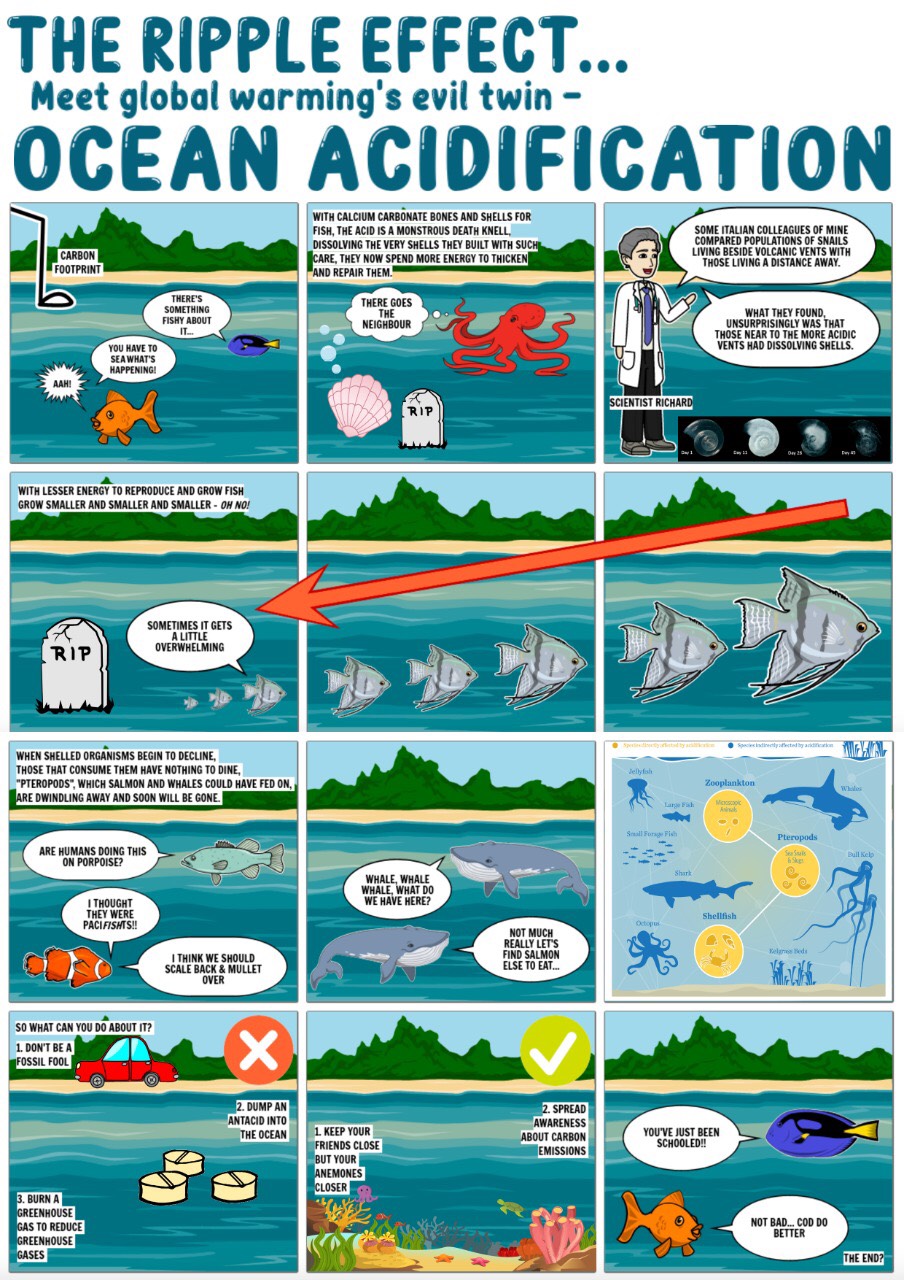 THE RIPPLE EFFECT...
Meet global warming's evil twin –
OCEAN ACIDIFICATION
CARBON
FOOTPRINT
THERE'S
SOMETHING
FISHY ABOUT
IT...
YOU HAVE TO
SEA WHAT'S
HAPPENING!
AAH!
WITH CALCIUM CARBONATE BONES AND SHELLS FOR
FISH, THE ACID IS A MONSTROUS DEATH KNELL,
DISSOLVING THE VERY SHELLS THEY BUILT WITH SUCH
CARE, THEY NOW SPEND MORE ENERGY TO THICKEN
AND REPAIR THEM.
THERE GOES
THE
NEIGHBOUR
RIP
SOME ITALIAN COLLEAGUES OF MINE
COMPARED POPULATIONS OF SNAILS
LIVING BESIDE VOLCANIC VENTS WITH
THOSE LIVING A DISTANCE AWAY.
WHAT THEY FOUND,
UNSURPRISINGLY WAS THAT
THOSE NEAR TO THE MORE ACIDIC
VENTS HAD DISSOLVING SHELLS.
SCIENTIST RICHARD
Day 1
Day 45
WITH LESSER ENERGY TO REPRODUCE AND GROW FISH
GROW SMALLER AND SMALLER AND SMALLER - OH NO!
SOMETIMES IT GETS
A LITTLE
OVERWHELMING
RIP
WHEN SHELLED ORGANISMS BEGIN TO DECLINE,
THOSE THAT CONSUME THEM HAVE NOTHING TO DINE,
"PTEROPODS", WHICH SALMON AND WHALES COULD HAVE FED ON,
ARE DWINDLING AWAY AND SOON WILL BE GONE.
ARE HUMANS DOING THIS
ON PORPOISE?
I THOUGHT
THEY WERE
PACIFISHTS!!
I THINK WE SHOULD
SCALE BACK & MULLET
OVER
WHALE, WHALE
WHALE, WHAT DO
WE HAVE HERE?
NOT MUCH
REALLY LET'S
FIND SALMON
ELSE TO EAT...
Species directly affected by acidification
Species indirectly affected by acidification
Jellyfish
Zooplankton
Whales
Large Fish
Microscopic
Animals
Small Forage Fish
Pteropods
Sea Snails
& Slugs
Bull Kelp
Shark
Shellfish
Octopus
Kelgrass Beds
SO WHAT CAN YOU DO ABOUT IT?
1. DON'T BE A
FOSSIL FOOL
2. DUMP AN
ANTACID INTO
THE OCEAN
3. BURN A
GREENHOUSE
GAS TO REDUCE
GREENHOUSE
GASES
1. KEEP YOUR
FRIENDS CLOSE
BUT YOUR
ANEMONES
CLOSER
2. SPREAD
AWARENESS
ABOUT CARBON
EMISSIONS
YOU'VE JUST BEEN
SCHOOLED!!
NOT BAD... COD DO
BETTER
THE END?